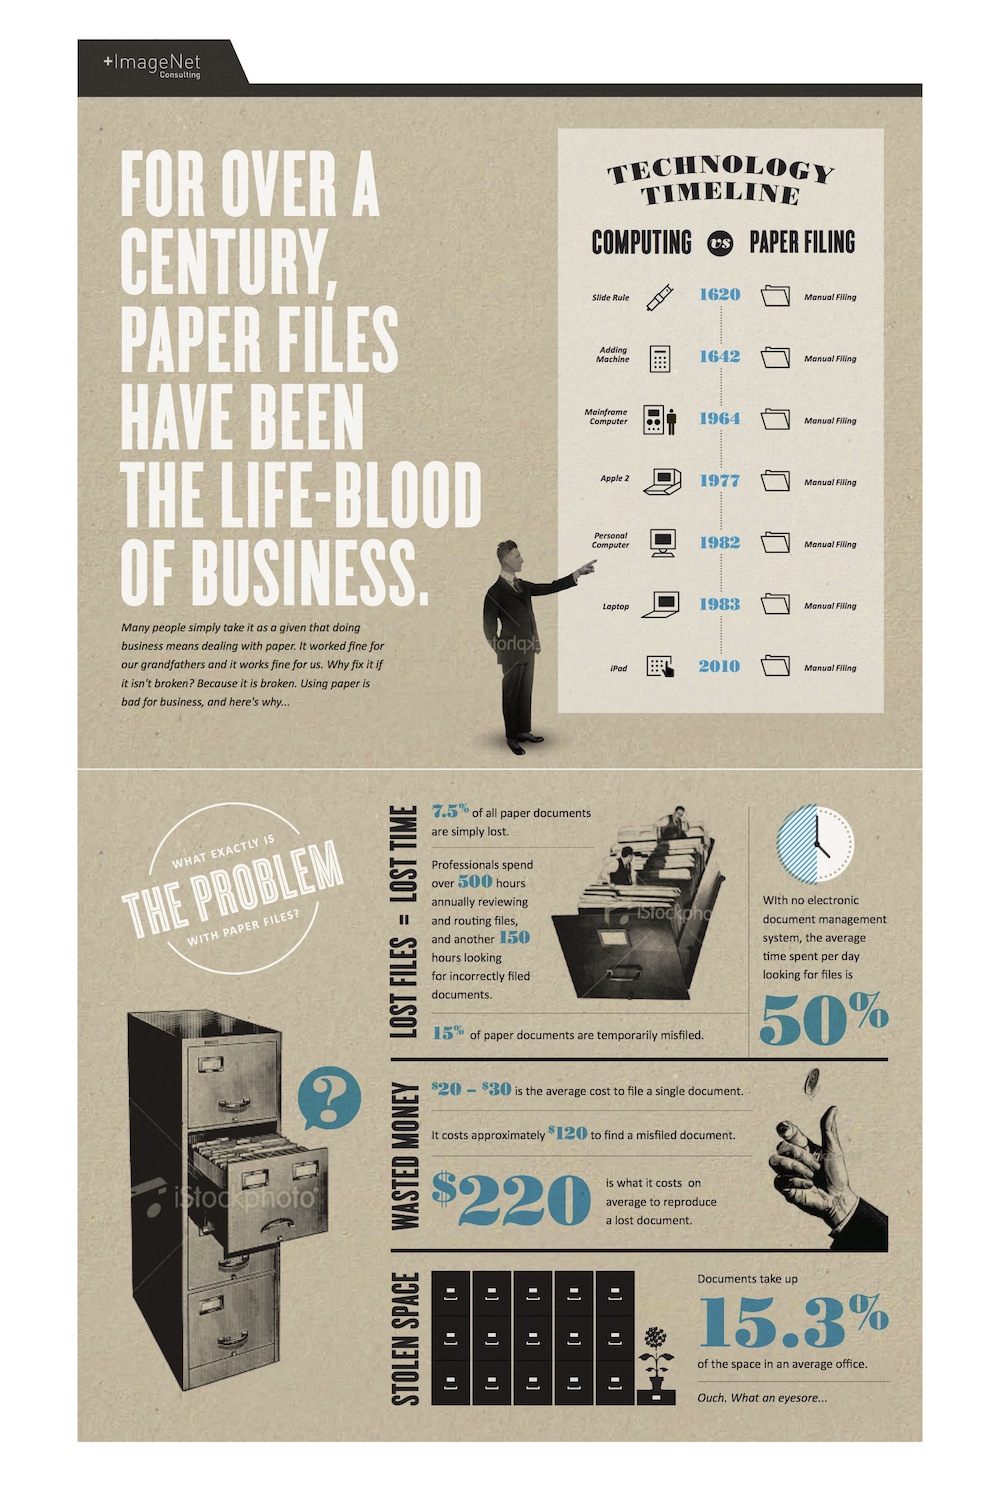 +ImageNet
Consulting
FOR OVER A
CENTURY,
PAPER FILES
HAVE BEEN
THE LIFE-BLOOD
OF BUSINESS.
Many people simply take it as a given that doing
business means dealing with paper. It worked fine for
our grandfathers and it works fine for us. Why fix it if
it isn't broken? Because it is broken. Using paper is
bad for business, and here's why...
TECHNOLOGY
TIMELINE
COMPUTING vs PAPER FILING
Slide Rule 1620 Manual Filing
Adding
Machine 1642 Manual Filing
Mainframe
Computer 1964 Manual Filing
Apple 2 1977 Manual Filing
Personal
Computer 1982 Manual Filing
Laptop 1983 Manual Filing
iPad 2010 Manual Filing
WHAT EXACTLY IS
THE PROBLEM
WITH PAPER FILES?
?
iStockphoto
LOST FILES = LOST TIME
7.5% of all paper documents
are simply lost.
Professionals spend
over 500 hours
annually reviewing
and routing files,
and another 150
hours looking
for incorrectly filed
documents.
iStockpho
15% of paper documents are temporarily misfiled.
WIth no electronic
document management
system, the average
time spent per day
looking for files is
50%
WASTED MONEY
$20 – $30 is the average cost to file a single document.
It costs approximately $120 to find a misfiled document.
$220
is what it costs on
average to reproduce
a lost document.
STOLEN SPACE
Documents take up
15.3%
of the space in an average office.
Ouch. What an eyesore...